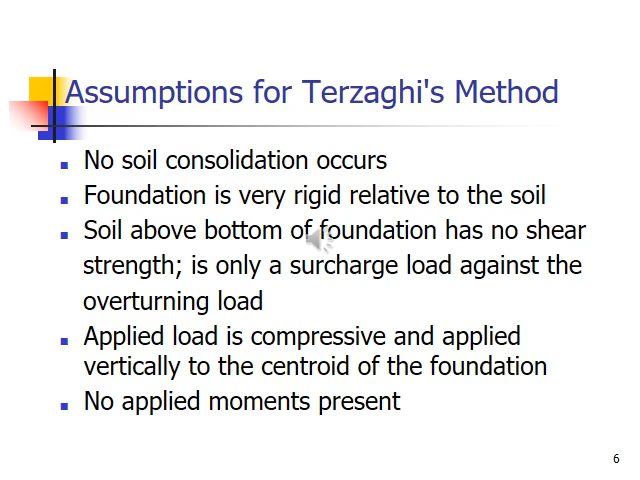 Assumptions for Terzaghi's Method
No soil consolidation occurs
Foundation is very rigid relative to the soil
Soil above bottom of foundation has no shear
strength; is only a surcharge load against the
overturning load
Applied load is compressive and applied
vertically to the centroid of the foundation
No applied moments present
6